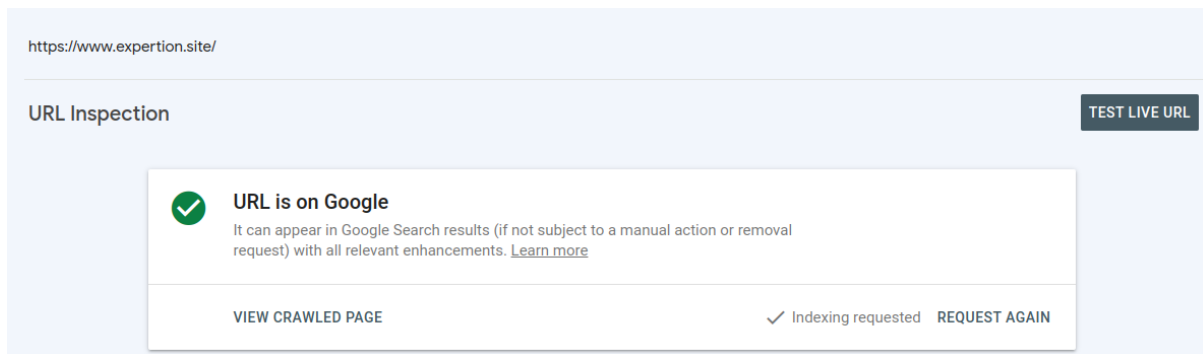 https://www.expertion.site/
URL Inspection
TEST LIVE URL
URL is on Google
It can appear in Google Search results (if not subject to a manual action or removal
request) with all relevant enhancements. Learn more
VIEW CRAWLED PAGE
Indexing requested
REQUEST AGAIN